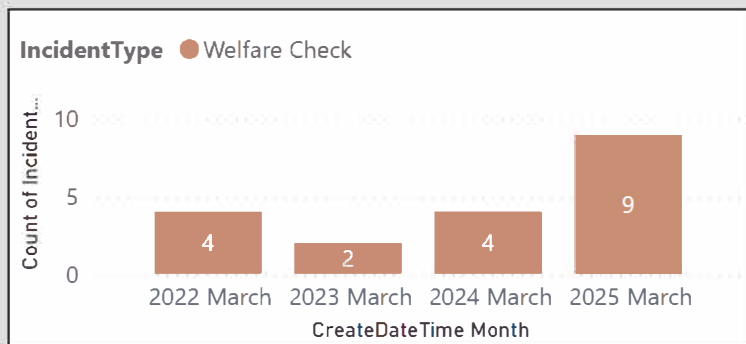 IncidentType Welfare Check
Count of Incident...
10
5
0
4
2
4
9
2022 March 2023 March 2024 March 2025 March
CreateDateTime Month